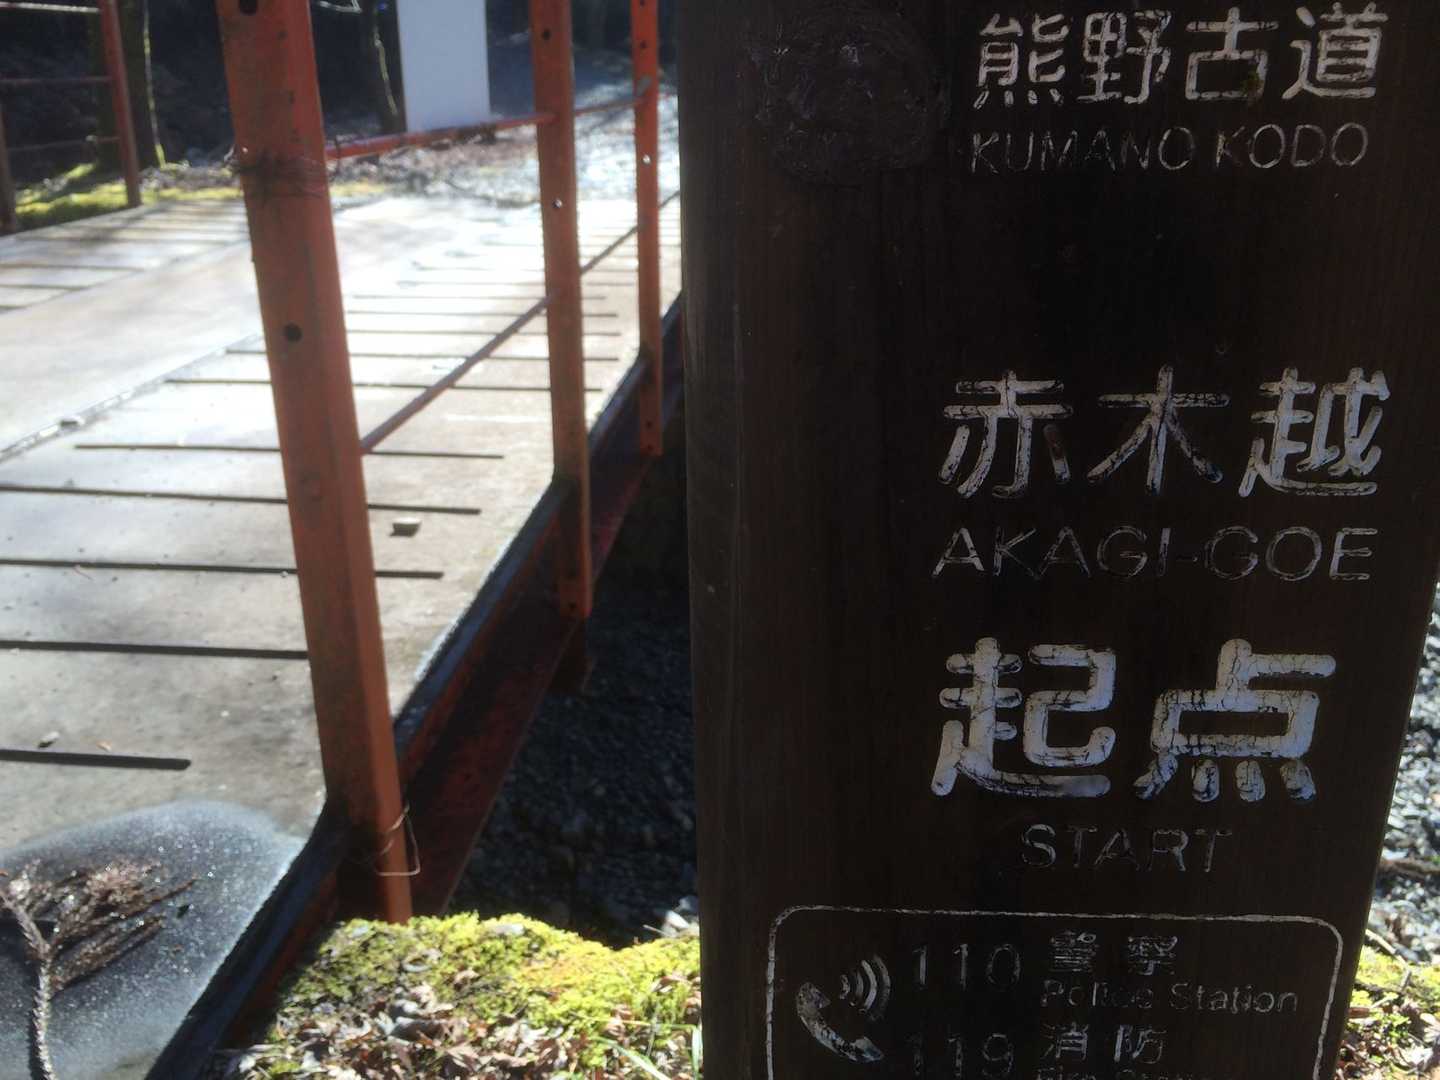 熊野古道
KUMANO KODO
赤木越
AKAGI-GOE
起点
START
110 警察
Police Station
119 消防
Fire